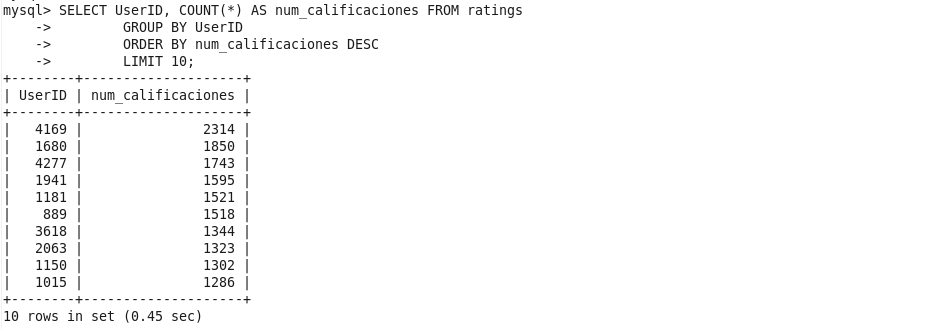 mysql> SELECT UserID, COUNT(*) AS num_calificaciones FROM ratings
    ->         GROUP BY UserID
    ->         ORDER BY num_calificaciones DESC
    ->         LIMIT 10;
+--------+--------------------+
| UserID | num_calificaciones |
+--------+--------------------+
|   4169 |               2314 |
|   1680 |               1850 |
|   4277 |               1743 |
|   1941 |               1595 |
|   1181 |               1521 |
|    889 |               1518 |
|   3618 |               1344 |
|   2063 |               1323 |
|   1150 |               1302 |
|   1015 |               1286 |
+--------+--------------------+
10 rows in set (0.45 sec)